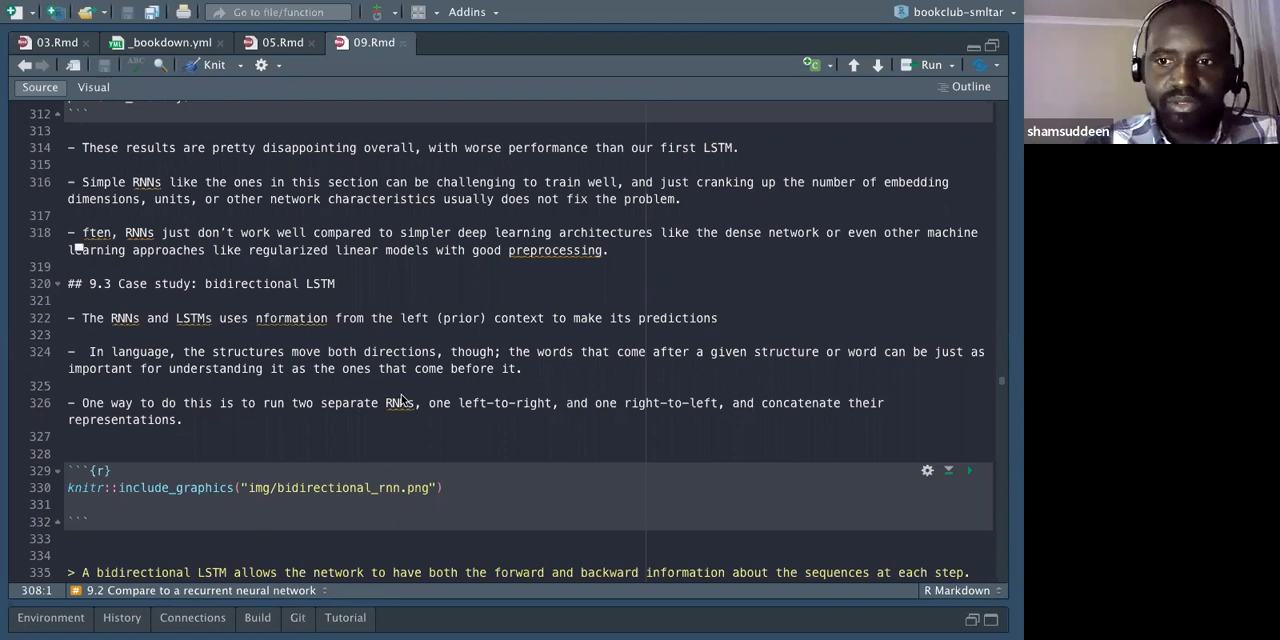 Go to file/function
Addins
bookclub-smltar
03.Rmd
_bookdown.yml
05.Rmd
09.Rmd
ABC
Knit
Run
Source
Visual
Outline
312 ```
313
314 - These results are pretty disappointing overall, with worse performance than our first LSTM.
315
316 - Simple RNNs like the ones in this section can be challenging to train well, and just cranking up the number of embedding
dimensions, units, or other network characteristics usually does not fix the problem.
317
318 - ften, RNNs just don’t work well compared to simpler deep learning architectures like the dense network or even other machine
learning approaches like regularized linear models with good preprocessing.
319
320 ## 9.3 Case study: bidirectional LSTM
321
322 - The RNNs and LSTMs uses nformation from the left (prior) context to make its predictions
323
324 -  In language, the structures move both directions, though; the words that come after a given structure or word can be just as
important for understanding it as the ones that come before it.
325
326 - One way to do this is to run two separate RNNs, one left-to-right, and one right-to-left, and concatenate their
representations.
327
328
329 ```{r}
330 knitr::include_graphics("img/bidirectional_rnn.png")
331
332 ```
333
334
335 > A bidirectional LSTM allows the network to have both the forward and backward information about the sequences at each step.
308:1
# 9.2 Compare to a recurrent neural network
R Markdown
Environment
History
Connections
Build
Git
Tutorial
shamsuddeen